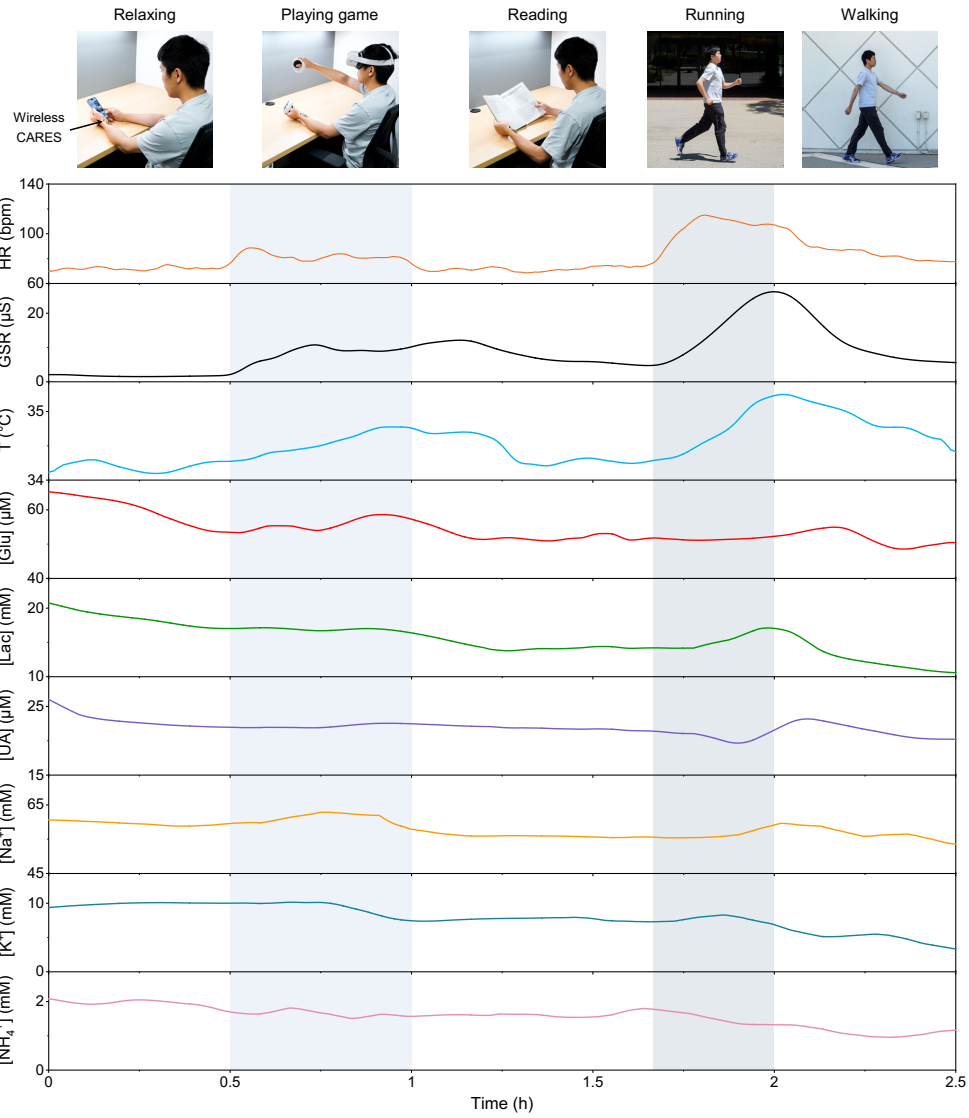 Relaxing
Playing game
Reading
Running
Walking
Wireless
CARES
HR (bpm)
140
100
60
GSR (µS)
20
0
T (°C)
35
34
[Glu] (µM)
60
40
[Lac] (mM)
20
10
[UA] (µM)
25
15
[Na⁺] (mM)
65
45
[K⁺] (mM)
10
0
[NH₄⁺] (mM)
2
0
0 0.5 1 1.5 2 2.5
Time (h)